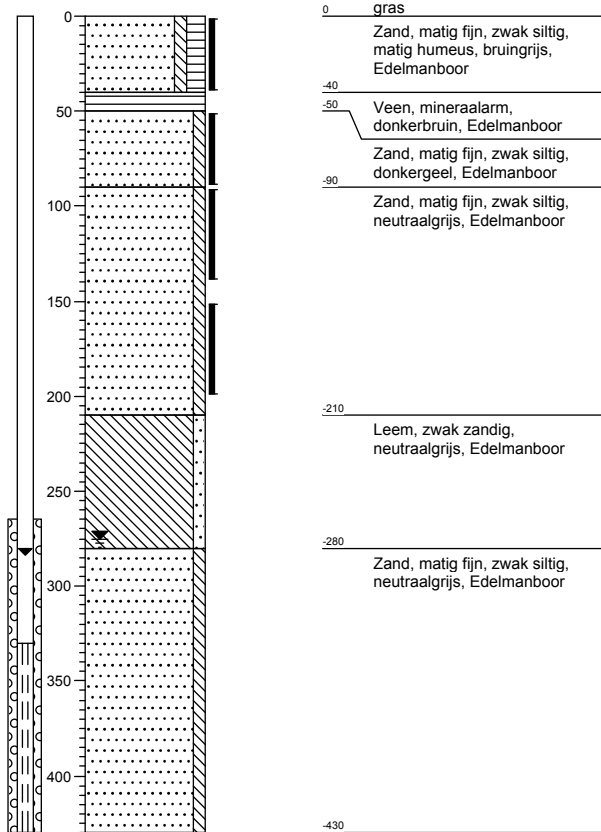 0
50
100
150
200
250
300
350
400
0
gras
Zand, matig fijn, zwak siltig,
matig humeus, bruingrijs,
Edelmanboor
-40
Veen, mineraalarm,
donkerbruin, Edelmanboor
-50
Zand, matig fijn, zwak siltig,
donkergeel, Edelmanboor
-90
Zand, matig fijn, zwak siltig,
neutraalgrijs, Edelmanboor
-210
Leem, zwak zandig,
neutraalgrijs, Edelmanboor
-280
Zand, matig fijn, zwak siltig,
neutraalgrijs, Edelmanboor
-430